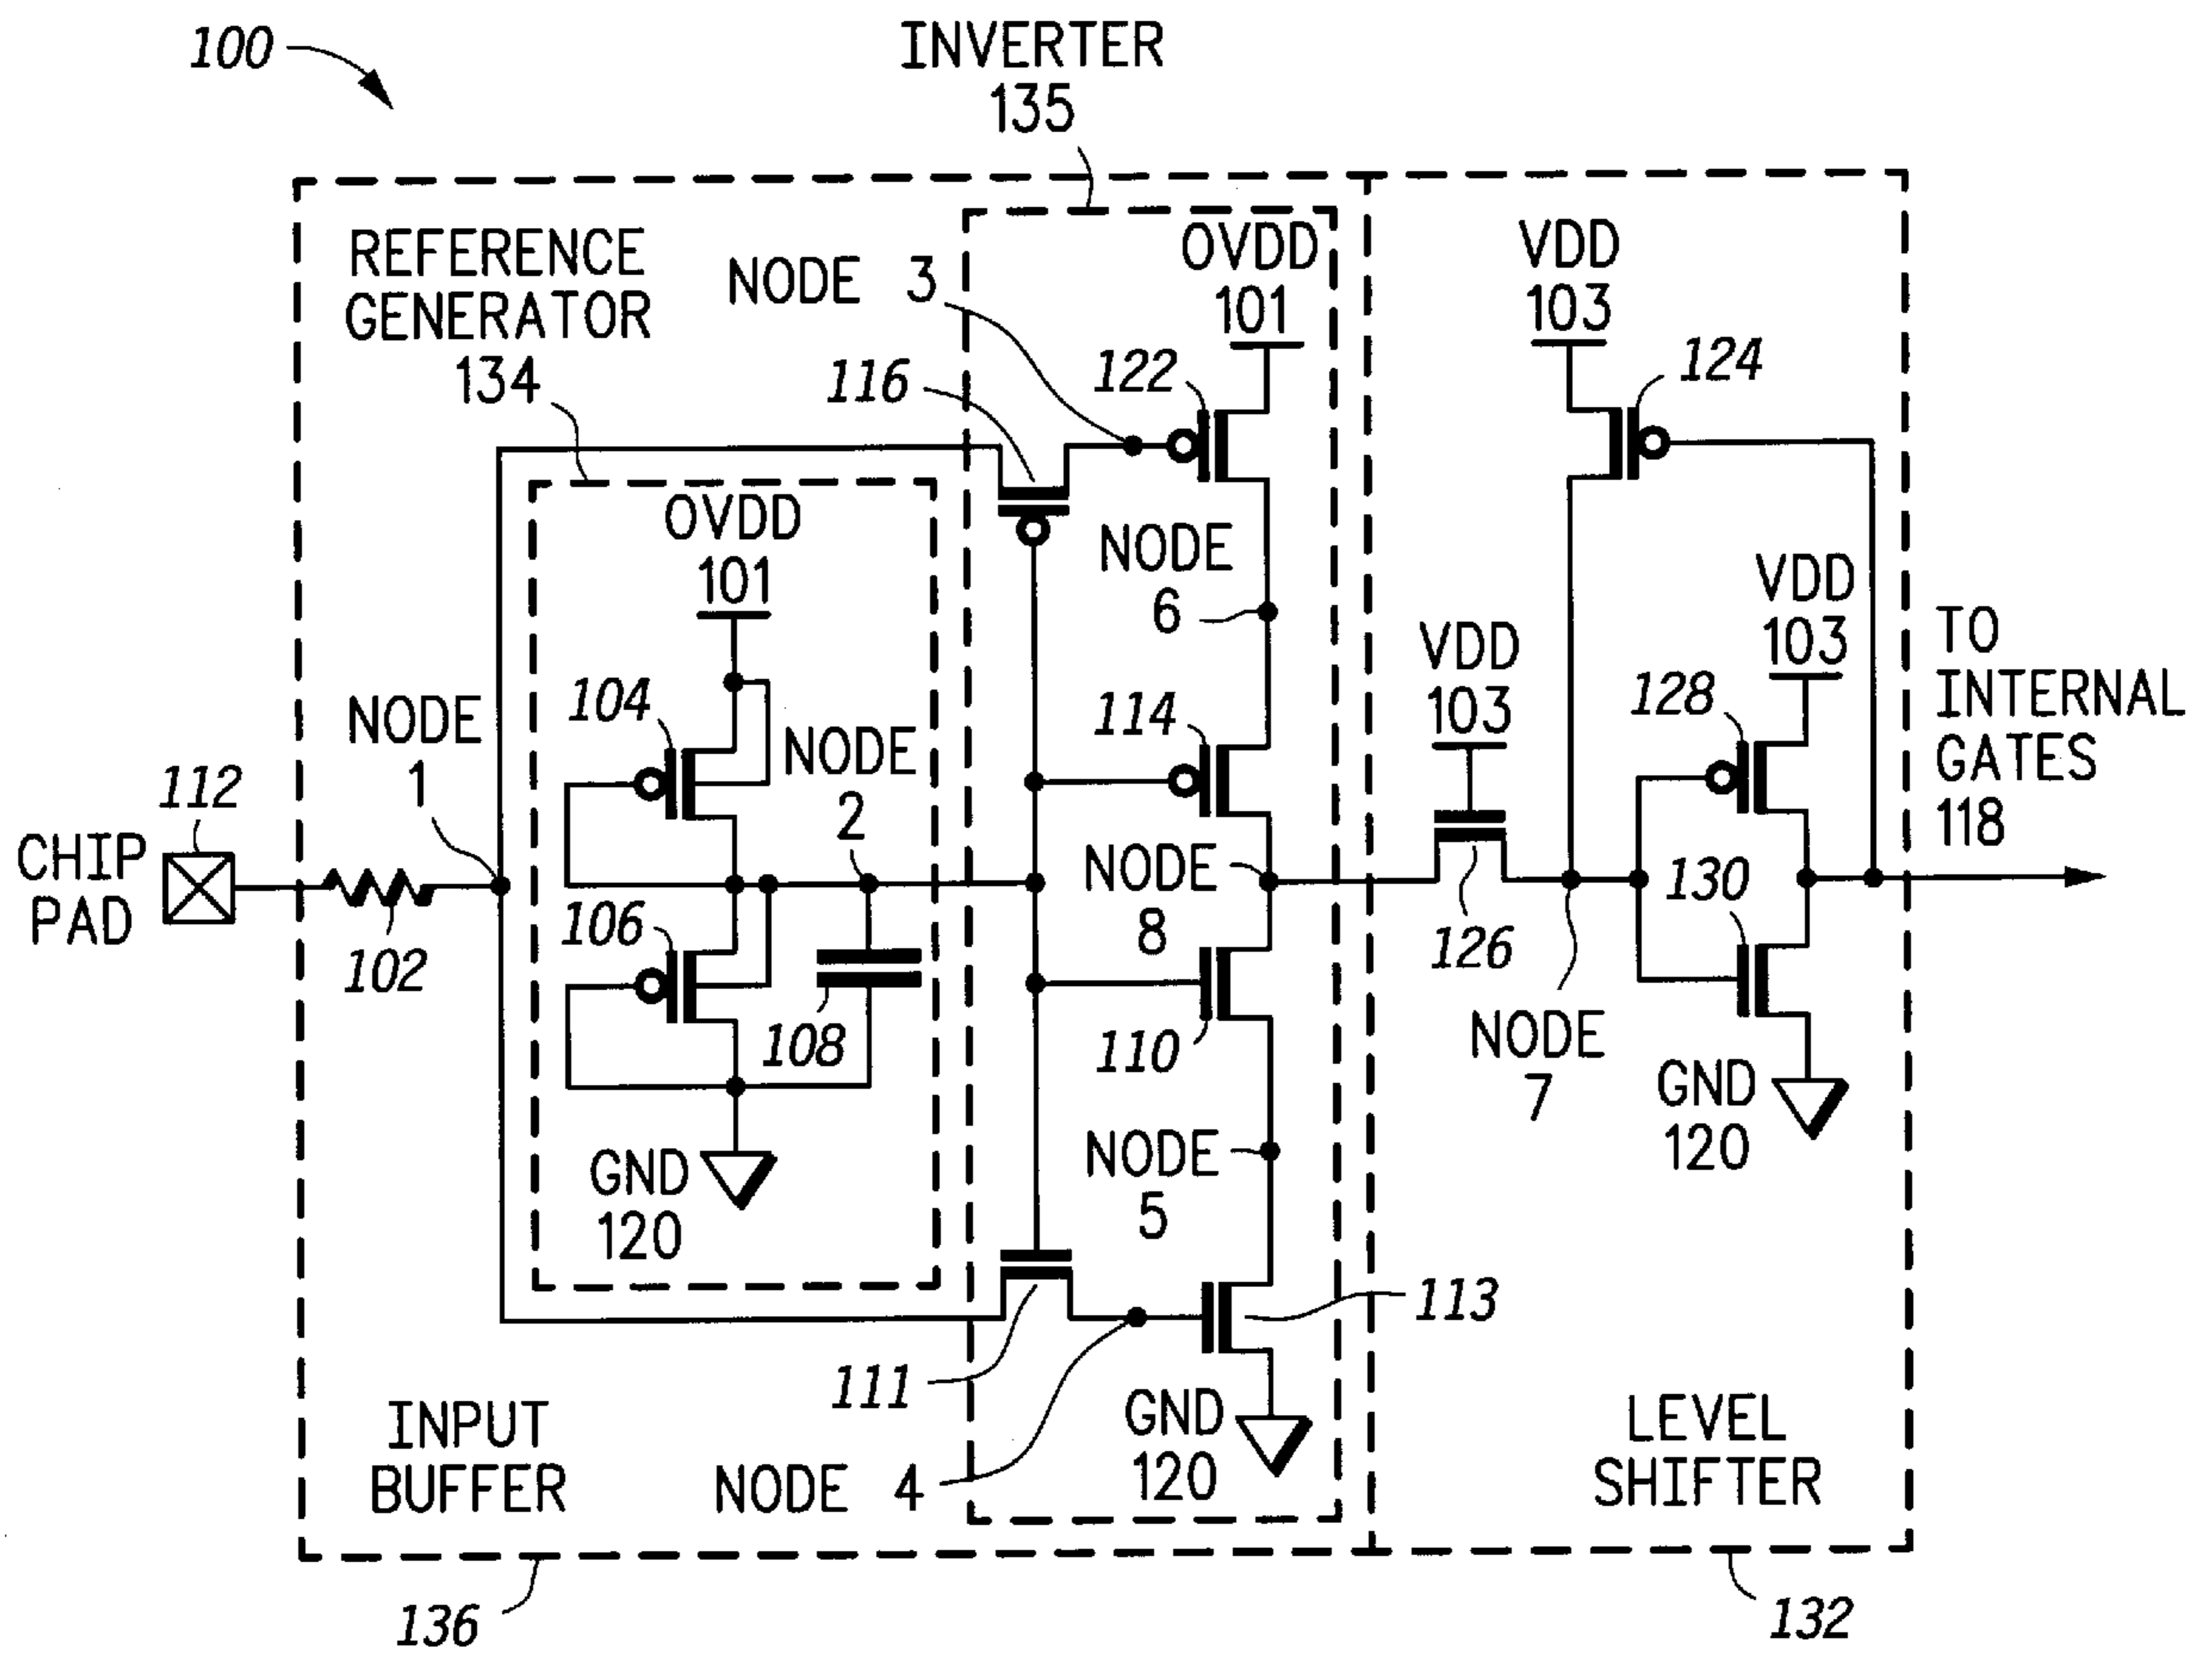 100
INVERTER
135
REFERENCE
GENERATOR
134
NODE 3
OVDD
101
VDD
103
116
122
124
OVDD
101
NODE
6
VDD
103
VDD
103
TO
INTERNAL
GATES
118
NODE
1
104
NODE
2
114
128
112
CHIP
PAD
102
106
108
NODE
8
110
126
130
NODE
7
GND
120
NODE
5
GND
120
113
111
GND
120
INPUT
BUFFER
NODE 4
LEVEL
SHIFTER
136
132